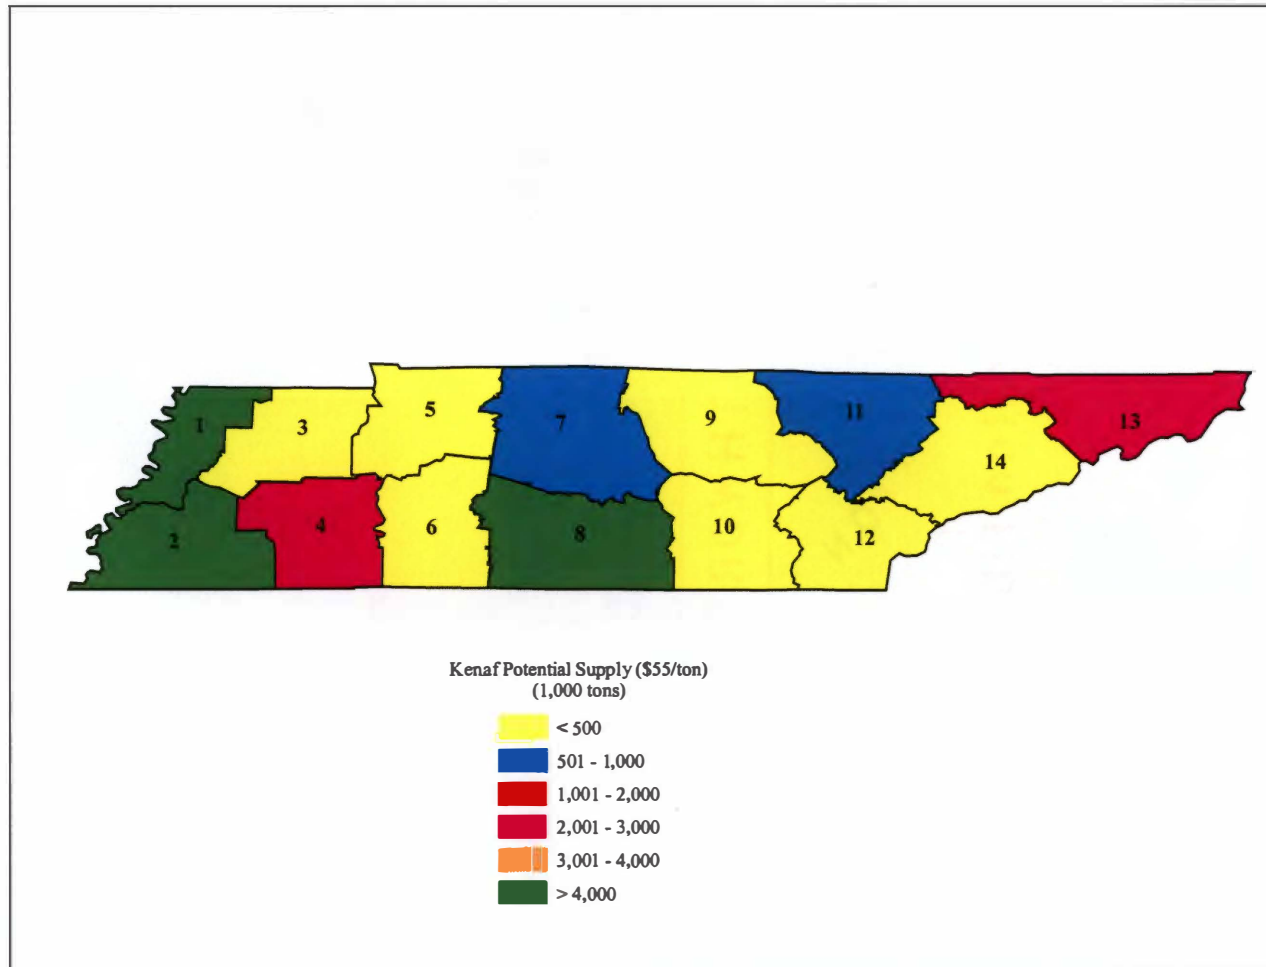 1
3
5
7
9
11
13
14
2
4
6
8
10
12
Kenaf Potential Supply ($55/ton)
(1,000 tons)
< 500
501 - 1,000
1,001 - 2,000
2,001 - 3,000
3,001 - 4,000
> 4,000